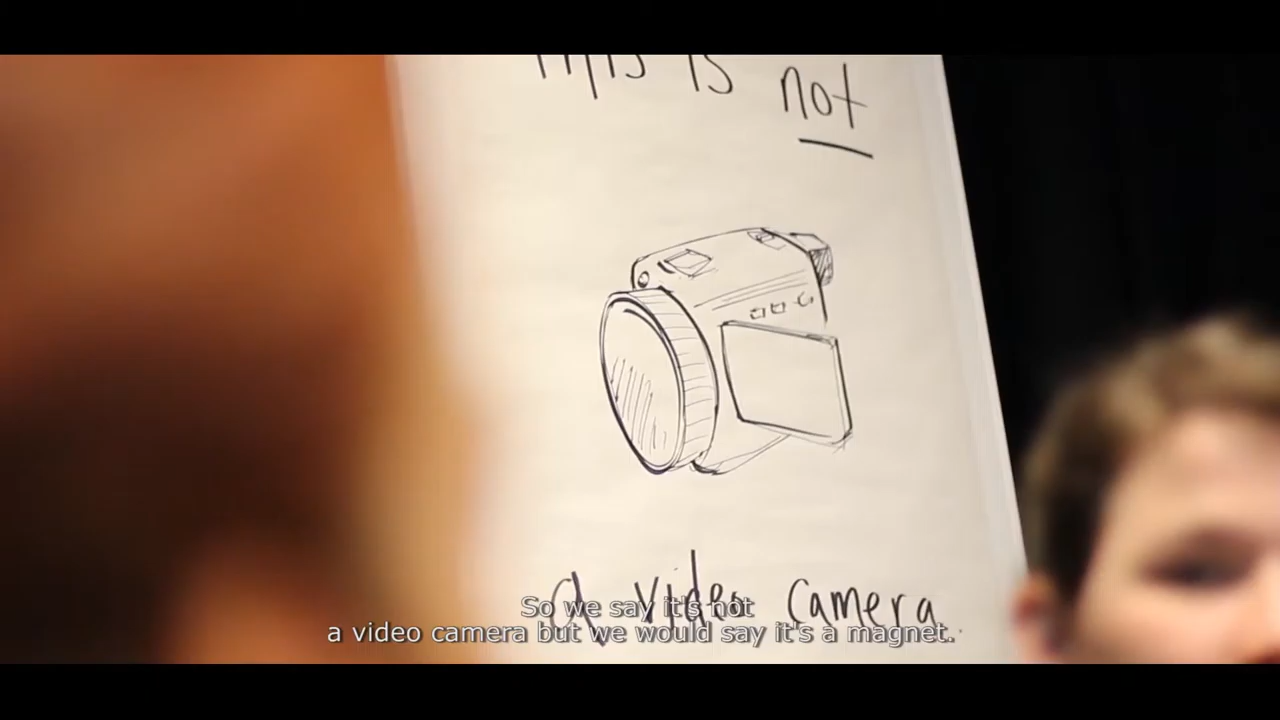 This is not
a video camera
So we say it's not
a video camera but we would say it's a magnet.